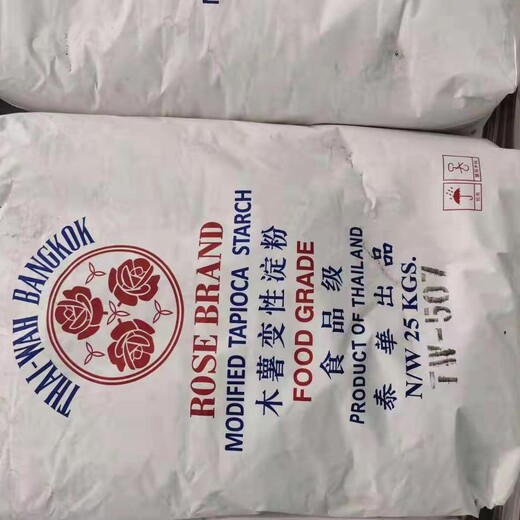 THAI-WAH BANGKOK
ROSE BRAND
MODIFIED TAPIOCA STARCH
木薯变性淀粉
FOOD GRADE
食品级
PRODUCT OF THAILAND
泰華出品
N/W 25 KGS.
TW-507